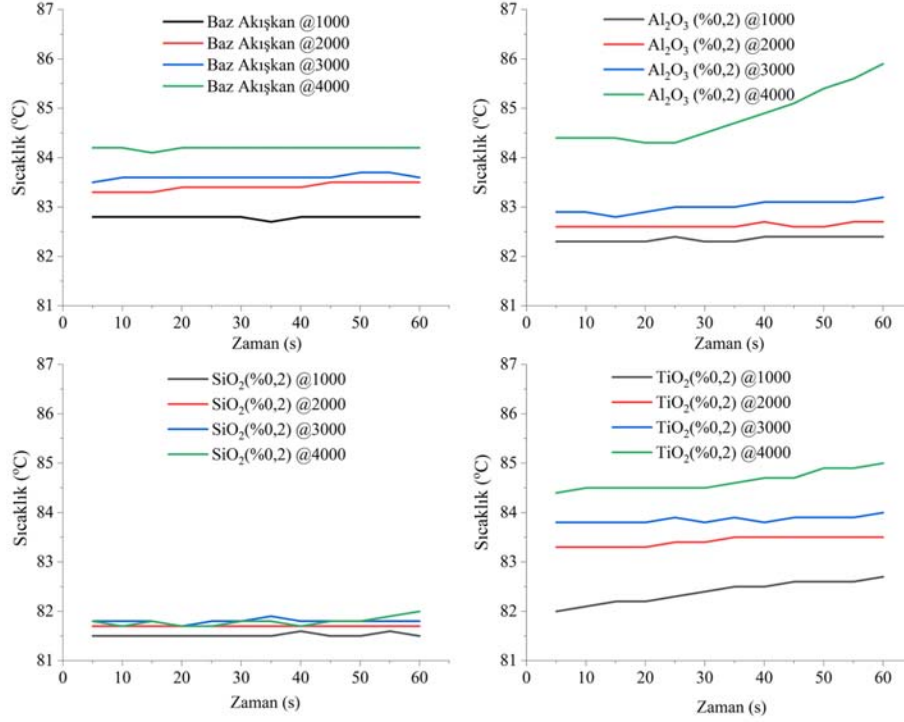 87
86
85
84
83
82
81
Sıcaklık (°C)
Baz Akışkan @1000
Baz Akışkan @2000
Baz Akışkan @3000
Baz Akışkan @4000
0 10 20 30 40 50 60
Zaman (s)
87
86
85
84
83
82
81
Sıcaklık (°C)
Al₂O₃ (%0,2) @1000
Al₂O₃ (%0,2) @2000
Al₂O₃ (%0,2) @3000
Al₂O₃ (%0,2) @4000
0 10 20 30 40 50 60
Zaman (s)
87
86
85
84
83
82
81
Sıcaklık (°C)
SiO₂(%0,2) @1000
SiO₂(%0,2) @2000
SiO₂(%0,2) @3000
SiO₂(%0,2) @4000
0 10 20 30 40 50 60
Zaman (s)
87
86
85
84
83
82
81
Sıcaklık (°C)
TiO₂(%0,2) @1000
TiO₂(%0,2) @2000
TiO₂(%0,2) @3000
TiO₂(%0,2) @4000
0 10 20 30 40 50 60
Zaman (s)